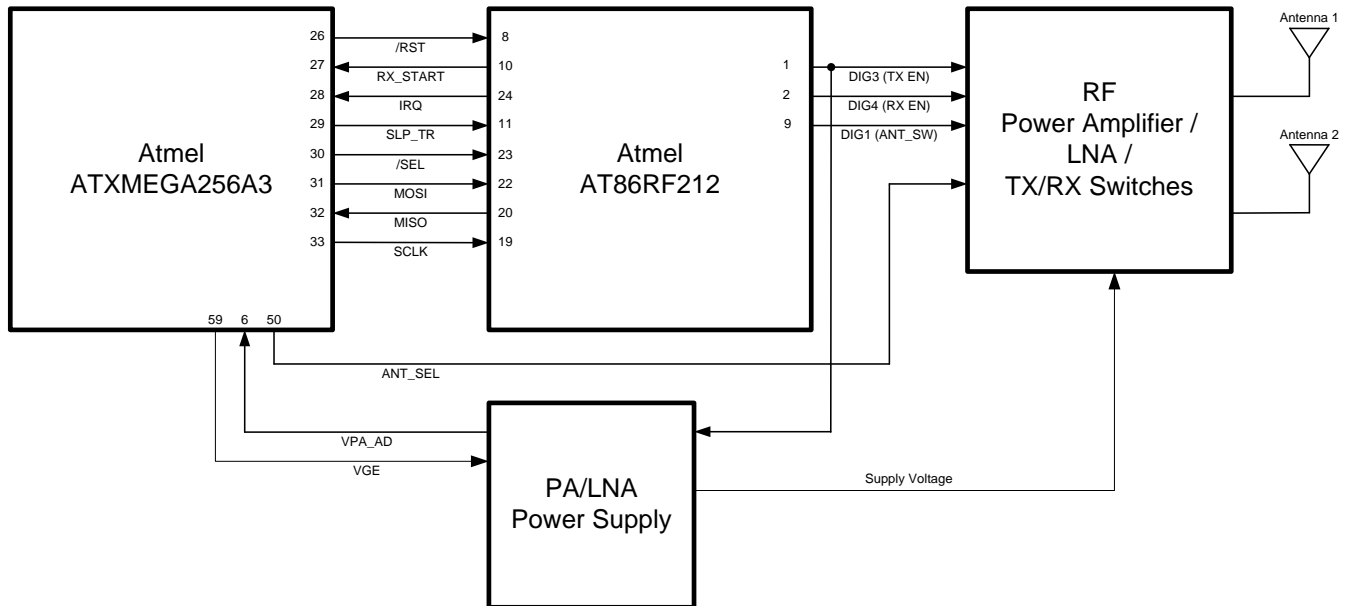 Antenna 1
26
/RST
8
27
RX_START
10
1
DIG3 (TX EN)
28
IRQ
24
2
DIG4 (RX EN)
29
SLP_TR
11
9
DIG1 (ANT_SW)
30
/SEL
23
31
MOSI
22
32
MISO
20
33
SCLK
19
Atmel
ATXMEGA256A3
Atmel
AT86RF212
RF
Power Amplifier /
LNA /
TX/RX Switches
Antenna 2
59 6 50
ANT_SEL
VPA_AD
VGE
PA/LNA
Power Supply
Supply Voltage